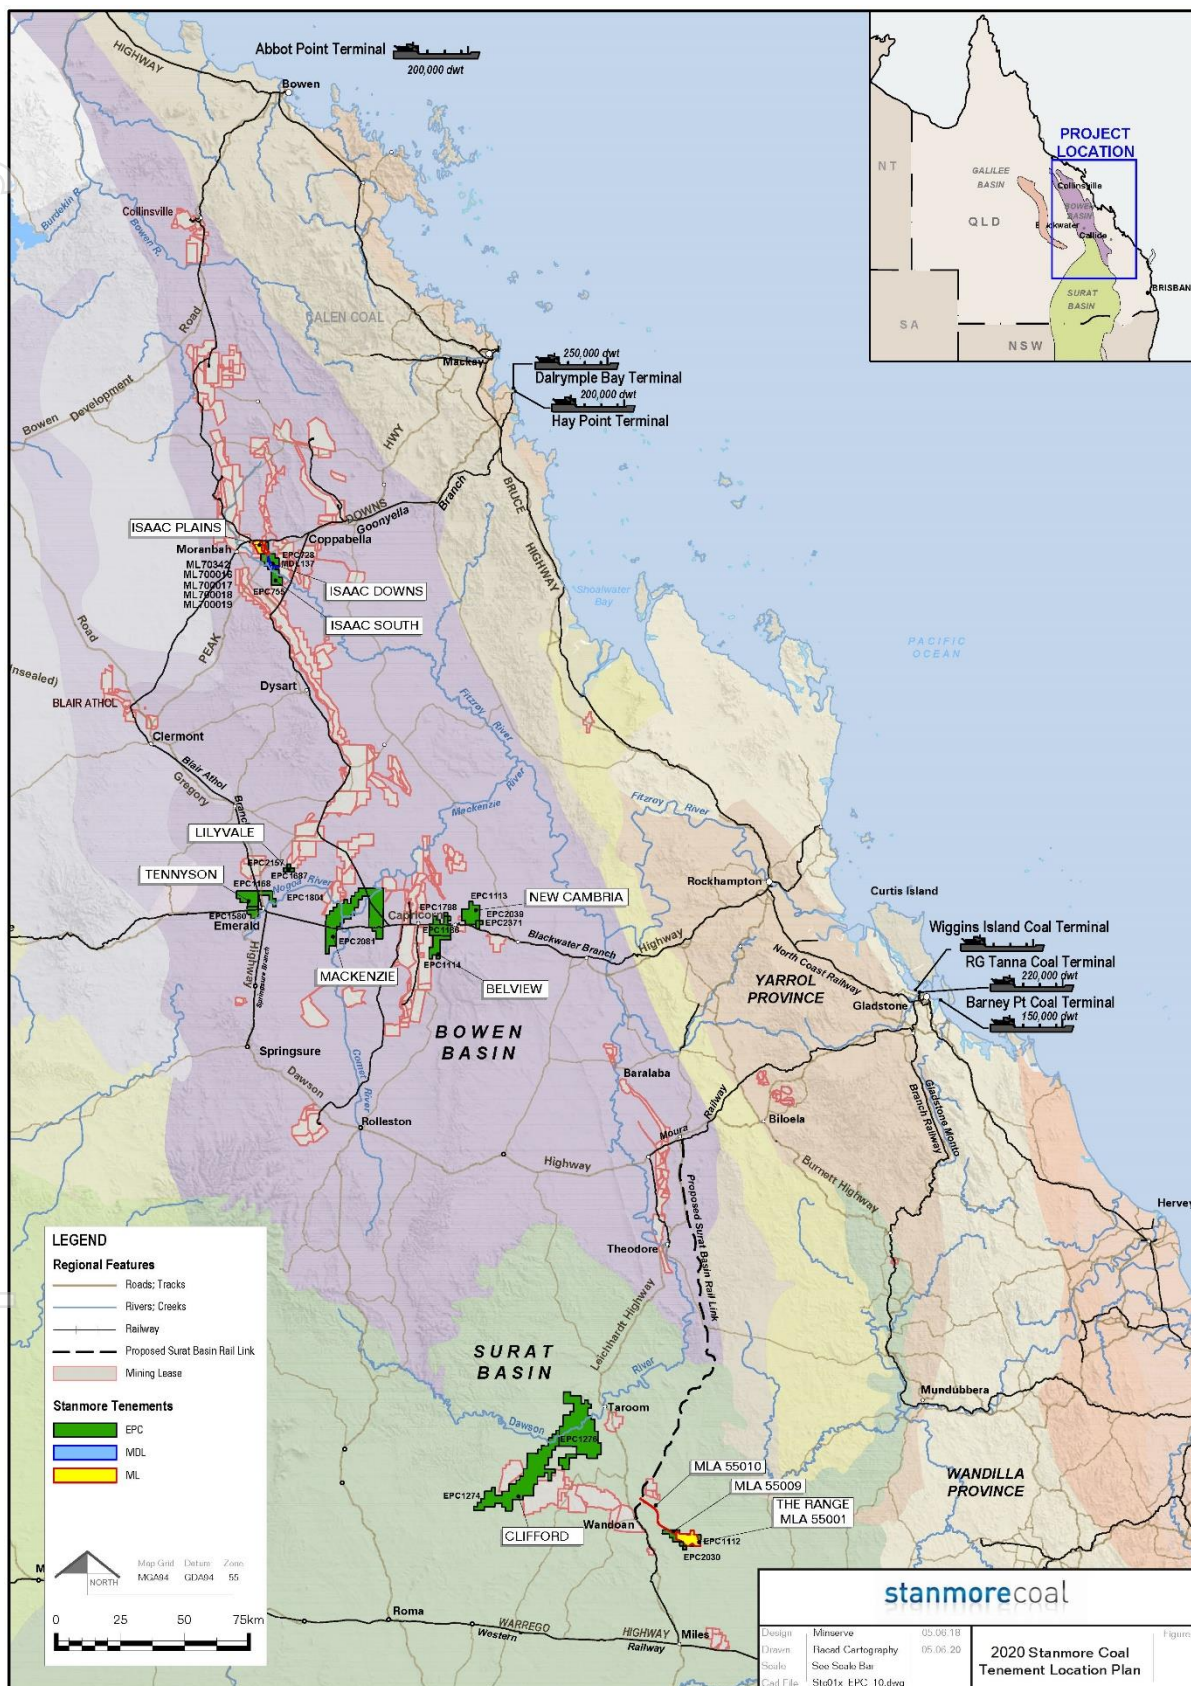 HIGHWAY
Abbot Point Terminal
200,000 dwt
Bowen
Burdekin R.
Collinsville
Bowen R.
Road
Development
Bowen
Mackay
250,000 dwt
Dalrymple Bay Terminal
200,000 dwt
Hay Point Terminal
HWY
DOWNS
Goonyella
Branch
BRUCE
HIGHWAY
ISAAC PLAINS
Moranbah
Coppabella
EPC728
MDL137
ML70342
ML700016
ML700017
ML700018
ML700019
EPC755
ISAAC DOWNS
ISAAC SOUTH
PEAK
Road
Dysart
BLAIR ATHOL
Clermont
Blair Athol
Branch
Gregory
Fitzroy
River
Mackenzie
River
Shoalwater
Bay
PACIFIC
OCEAN
Fitzroy
River
LILYVALE
EPC2157
EPC1687
TENNYSON
EPC1168
Nogoa River
EPC1804
EPC1580
Emerald
EPC2081
MACKENZIE
Capricorn
EPC1113
EPC1798
EPC1186
EPC2039
EPC2371
NEW CAMBRIA
EPC1114
BELVIEW
Blackwater Branch
Highway
Rockhampton
Curtis Island
Wiggins Island Coal Terminal
RG Tanna Coal Terminal
220,000 dwt
Barney Pt Coal Terminal
150,000 dwt
North Coast Railway
Gladstone
YARROL
PROVINCE
Highway
Springsure Branch
Springsure
BOWEN
BASIN
Dawson
Comet
River
Rolleston
Highway
Baralaba
Moura
Railway
Biloela
Burnett Highway
Gladstone Monto
Branch Railway
Hervey
Proposed Surat Basin Rail Link
Theodore
Leichhardt Highway
SURAT
BASIN
Dawson
River
Taroom
EPC1276
EPC1274
CLIFFORD
Wandoan
MLA 55010
MLA 55009
THE RANGE
MLA 55001
EPC1112
EPC2030
Mundubbera
WANDILLA
PROVINCE
Roma
WARREGO
HIGHWAY
Western
Railway
Miles
PROJECT
LOCATION
NT
GALILEE
BASIN
QLD
Collinsville
BOWEN
BASIN
Blackwater
Callide
SURAT
BASIN
BRISBAN
SA
NSW
LEGEND
Regional Features
Roads; Tracks
Rivers; Creeks
Railway
Proposed Surat Basin Rail Link
Mining Lease
Stanmore Tenements
EPC
MDL
ML
NORTH
Map Grid Datum Zone
MGA94 GDA94 55
0 25 50 75km
stanmorecoal
Design Minserve 05.06.18
Drawn Racad Cartography 05.06.20
Scale See Scale Bar
Cad File Stc01x_EPC_10.dwg
2020 Stanmore Coal
Tenement Location Plan
Figure